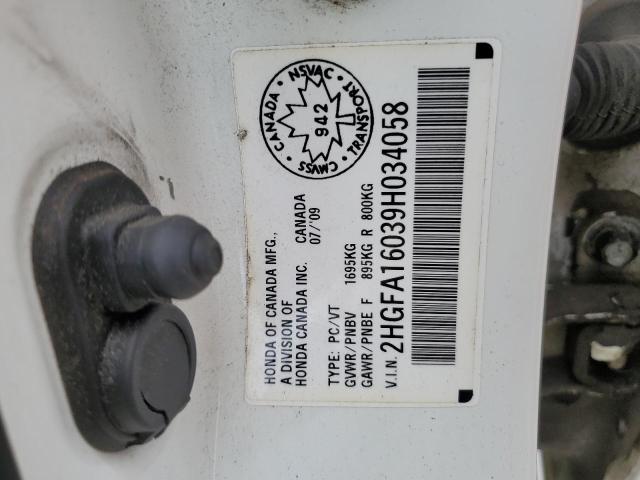 HONDA OF CANADA MFG.,
A DIVISION OF
HONDA CANADA INC. CANADA
07/'09
TYPE: PC/VT
GVWR/PNBV 1695KG
GAWR/PNBE F 895KG R 800KG
V.I.N. 2HGFA16039H034058
CANADA · NSVAC · TRANSPORT · CMVSS
942